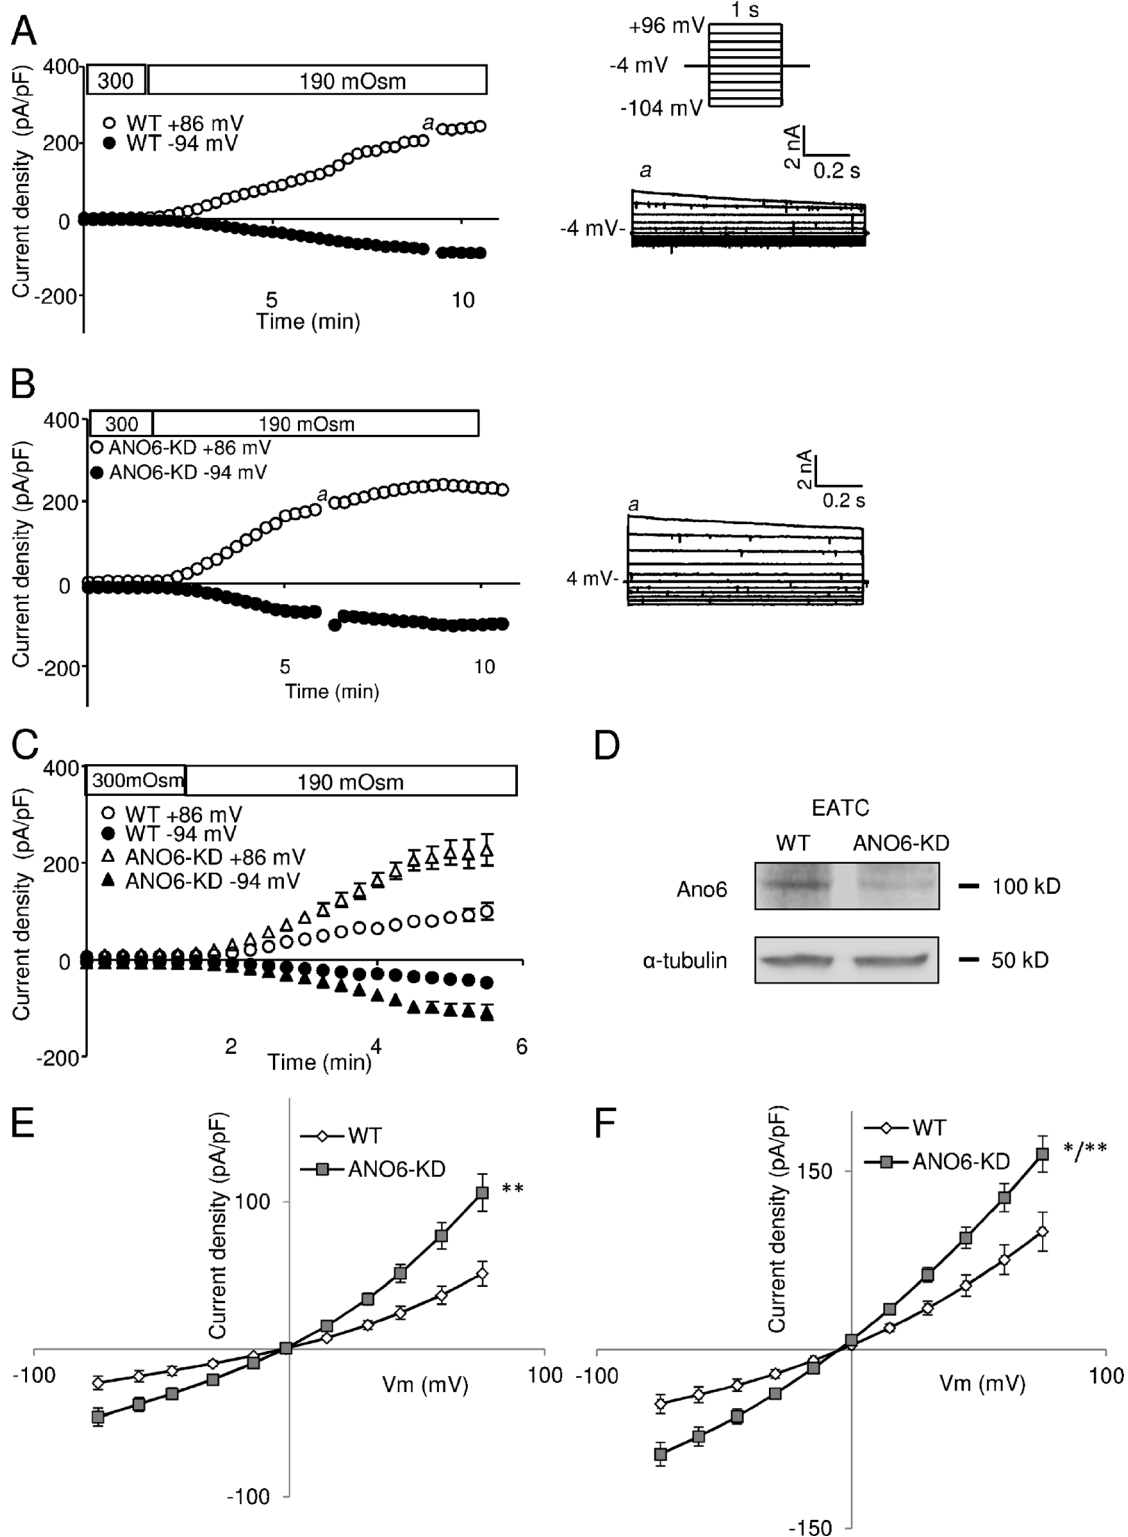 A
400
300
190 mOsm
WT +86 mV
WT -94 mV
a
200
0
-200
5
10
Time (min)
Current density (pA/pF)
1 s
+96 mV
-4 mV
-104 mV
2 nA
0.2 s
a
-4 mV-
B
400
300
190 mOsm
ANO6-KD +86 mV
ANO6-KD -94 mV
a
200
0
-200
5
10
Time (min)
Current density (pA/pF)
2 nA
0.2 s
a
4 mV-
C
400
300mOsm
190 mOsm
WT +86 mV
WT -94 mV
ANO6-KD +86 mV
ANO6-KD -94 mV
200
0
-200
2
4
6
Time (min)
Current density (pA/pF)
D
EATC
WT ANO6-KD
Ano6
100 kD
α-tubulin
50 kD
E
WT
ANO6-KD
Current density (pA/pF)
100
**
-100
100
Vm (mV)
-100
F
WT
ANO6-KD
Current density (pA/pF)
150
*/**
-100
100
Vm (mV)
-150